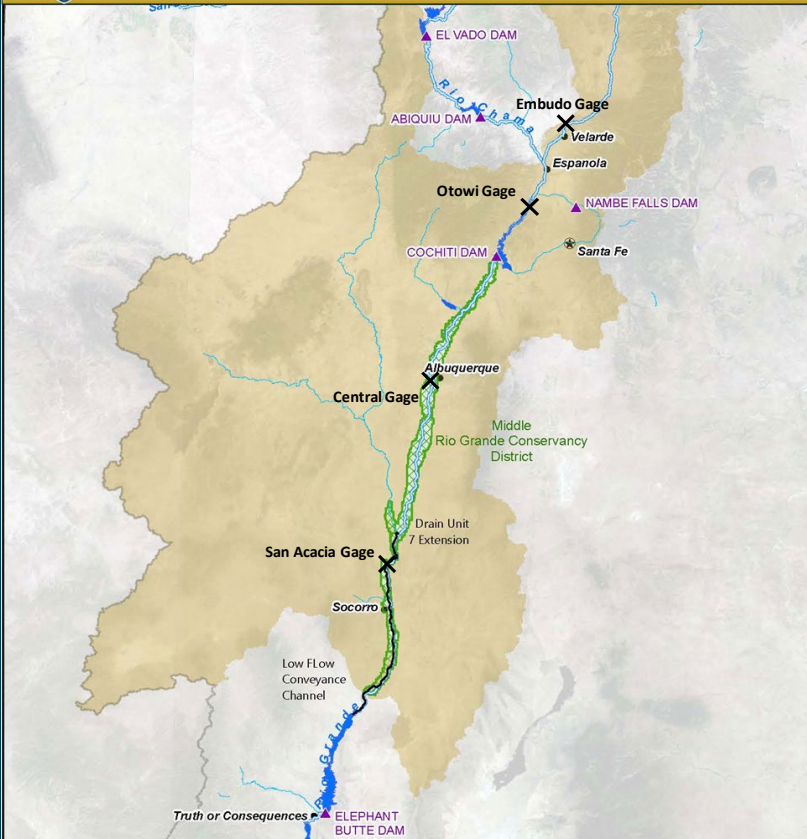 San
EL VADO DAM
Rio Chama
Embudo Gage
ABIQUIU DAM
Velarde
Espanola
Otowi Gage
NAMBE FALLS DAM
COCHITI DAM
Santa Fe
Albuquerque
Central Gage
Middle
Rio Grande Conservancy
District
Drain Unit
7 Extension
San Acacia Gage
Socorro
Low FLow
Conveyance
Channel
Rio Grande
Truth or Consequences
ELEPHANT
BUTTE DAM